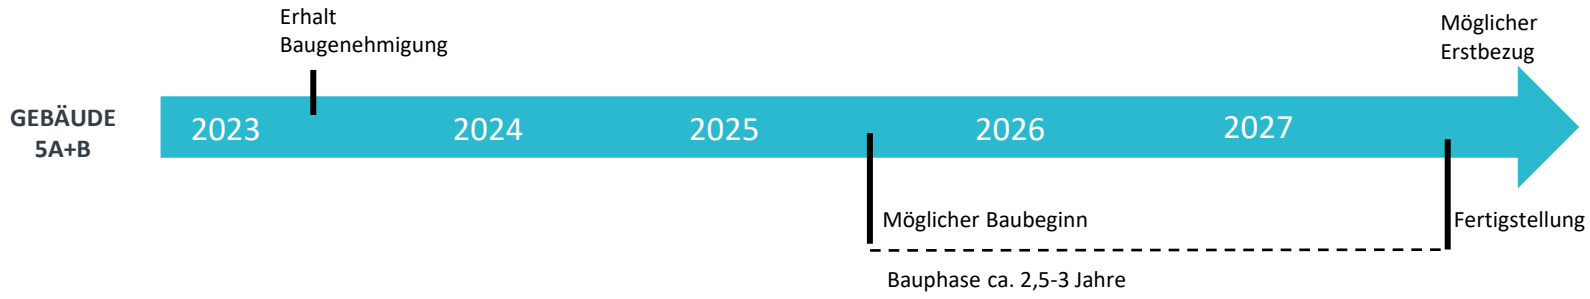 Erhalt
Baugenehmigung
Möglicher
Erstbezug
GEBÄUDE
5A+B
2023 2024 2025 2026 2027
Möglicher Baubeginn
Fertigstellung
Bauphase ca. 2,5-3 Jahre